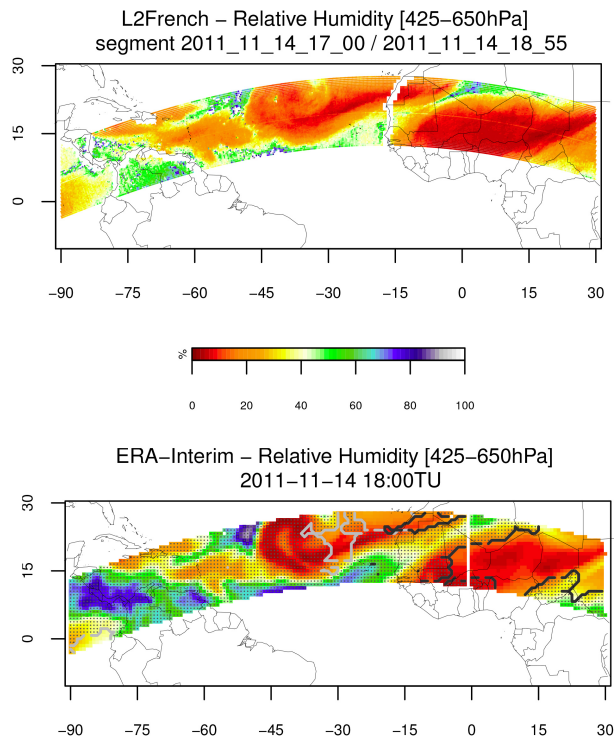 L2French − Relative Humidity [425−650hPa]
segment 2011_11_14_17_00 / 2011_11_14_18_55
30
15
0
−90 −75 −60 −45 −30 −15 0 15 30
%
0 20 40 60 80 100
ERA−Interim − Relative Humidity [425−650hPa]
2011−11−14 18:00TU
30
15
0
−90 −75 −60 −45 −30 −15 0 15 30